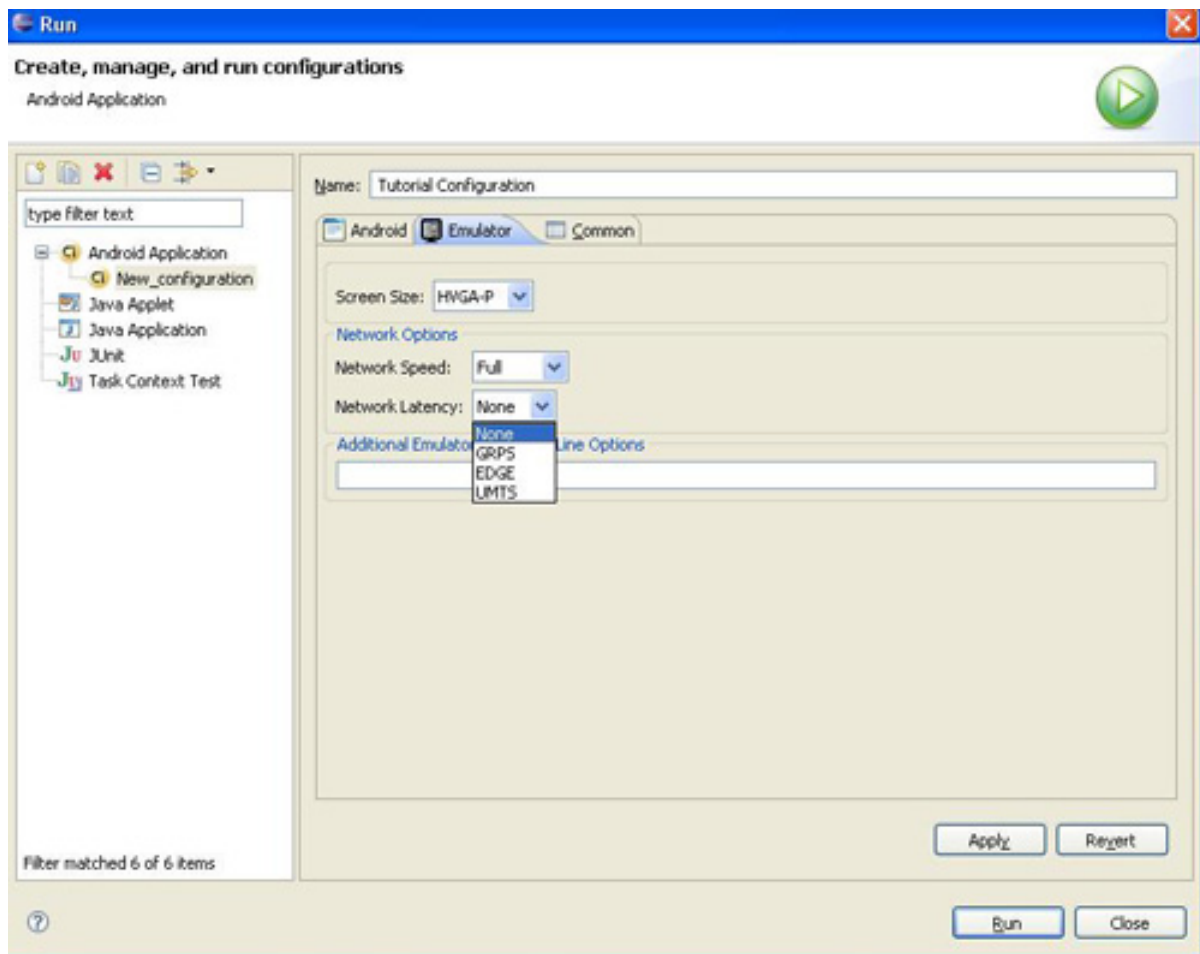 Run
Create, manage, and run configurations
Android Application
type filter text
Android Application
New_configuration
Java Applet
Java Application
JUnit
Task Context Test
Filter matched 6 of 6 items
Name: Tutorial Configuration
Android Emulator Common
Screen Size: HVGA-P
Network Options
Network Speed: Full
Network Latency: None
None
GRPS
EDGE
UMTS
Additional Emulator Line Options
Apply Revert
Run Close